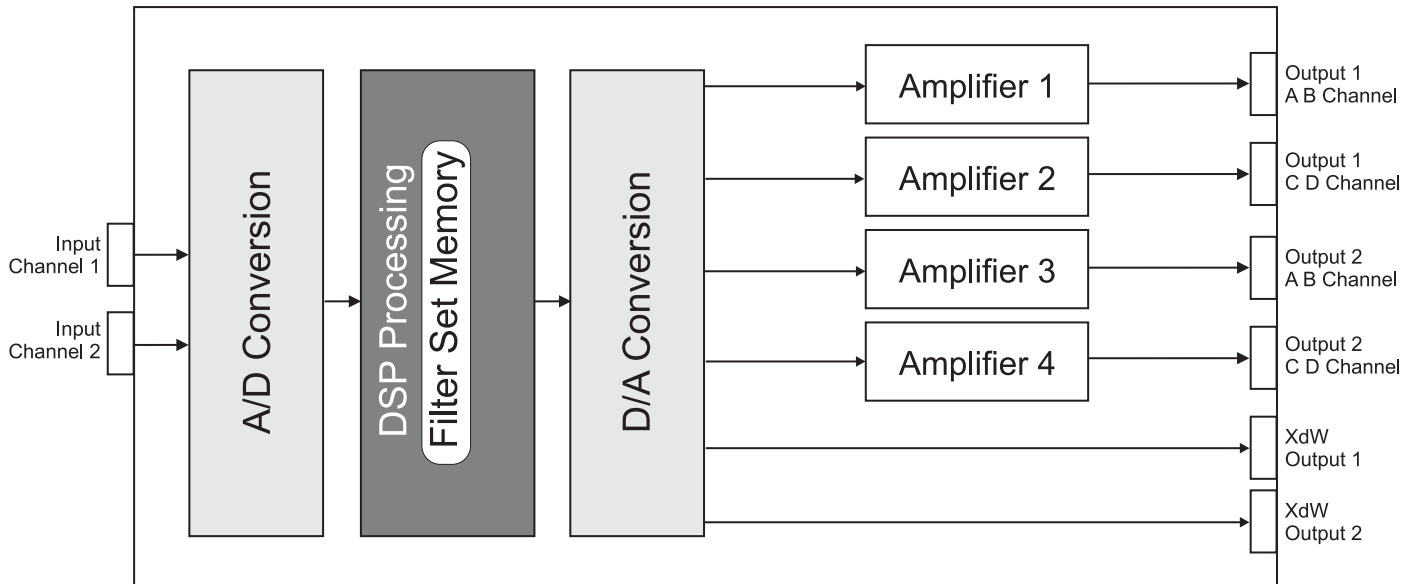 Input
Channel 1
Input
Channel 2
A/D Conversion
DSP Processing
Filter Set Memory
D/A Conversion
Amplifier 1
Amplifier 2
Amplifier 3
Amplifier 4
Output 1
A B Channel
Output 1
C D Channel
Output 2
A B Channel
Output 2
C D Channel
XdW
Output 1
XdW
Output 2